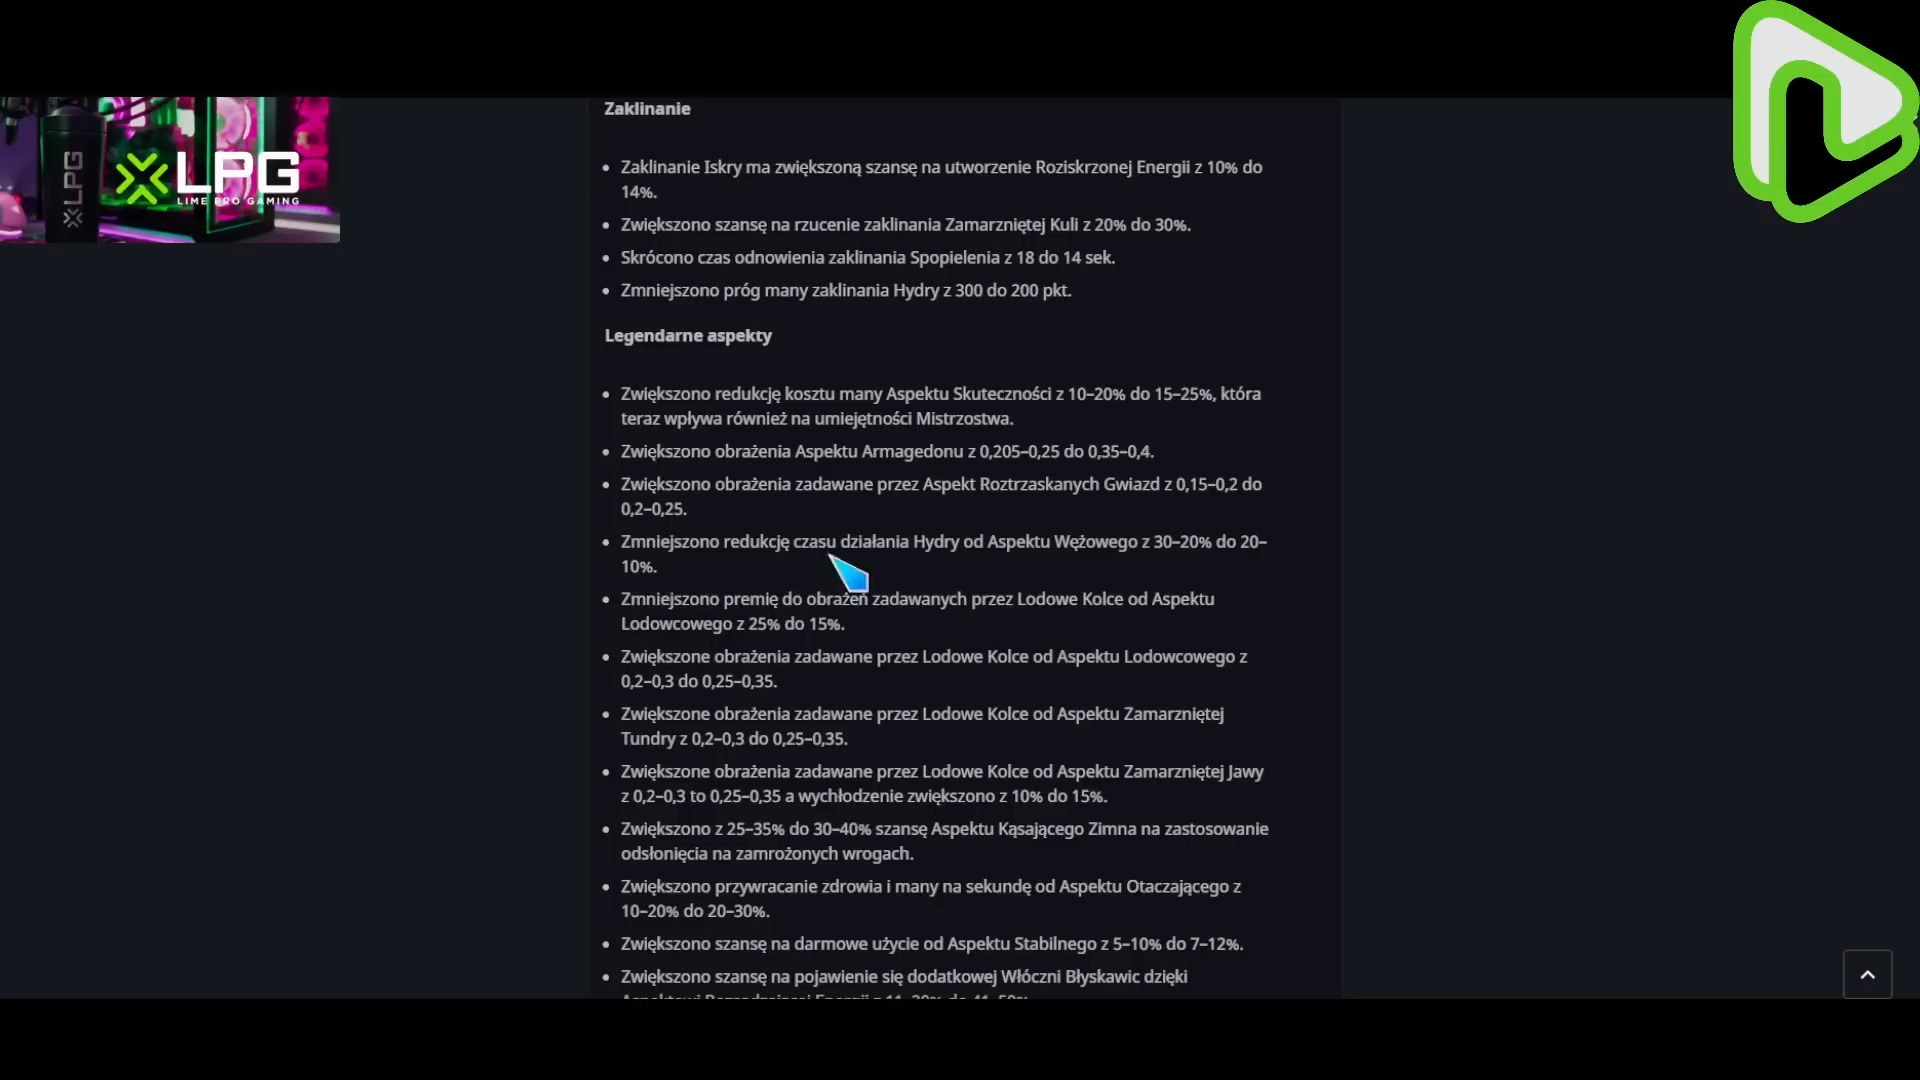 Zaklinanie
• Zaklinanie Iskry ma zwiększoną szansę na utworzenie Roziskrzonej Energii z 10% do
14%.
• Zwiększono szansę na rzucenie zaklinania Zamarzniętej Kuli z 20% do 30%.
• Skrócono czas odnowienia zaklinania Spopielenia z 18 do 14 sek.
• Zmniejszono próg many zaklinania Hydry z 300 do 200 pkt.
Legendarne aspekty
• Zwiększono redukcję kosztu many Aspektu Skuteczności z 10–20% do 15–25%, która
teraz wpływa również na umiejętności Mistrzostwa.
• Zwiększono obrażenia Aspektu Armagedonu z 0,205–0,25 do 0,35–0,4.
• Zwiększono obrażenia zadawane przez Aspekt Roztrzaskanych Gwiazd z 0,15–0,2 do
0,2–0,25.
• Zmniejszono redukcję czasu działania Hydry od Aspektu Wężowego z 30–20% do 20–
10%.
• Zmniejszono premię do obrażeń zadawanych przez Lodowe Kolce od Aspektu
Lodowcowego z 25% do 15%.
• Zwiększone obrażenia zadawane przez Lodowe Kolce od Aspektu Lodowcowego z
0,2–0,3 do 0,25–0,35.
• Zwiększone obrażenia zadawane przez Lodowe Kolce od Aspektu Zamarzniętej
Tundry z 0,2–0,3 do 0,25–0,35.
• Zwiększone obrażenia zadawane przez Lodowe Kolce od Aspektu Zamarzniętej Jawy
z 0,2–0,3 to 0,25–0,35 a wychłodzenie zwiększono z 10% do 15%.
• Zwiększono z 25–35% do 30–40% szansę Aspektu Kąsającego Zimna na zastosowanie
odsłonięcia na zamrożonych wrogach.
• Zwiększono przywracanie zdrowia i many na sekundę od Aspektu Otaczającego z
10–20% do 20–30%.
• Zwiększono szansę na darmowe użycie od Aspektu Stabilnego z 5–10% do 7–12%.
• Zwiększono szansę na pojawienie się dodatkowej Włóczni Błyskawic dzięki
LPG
LIME PRO GAMING
LPG